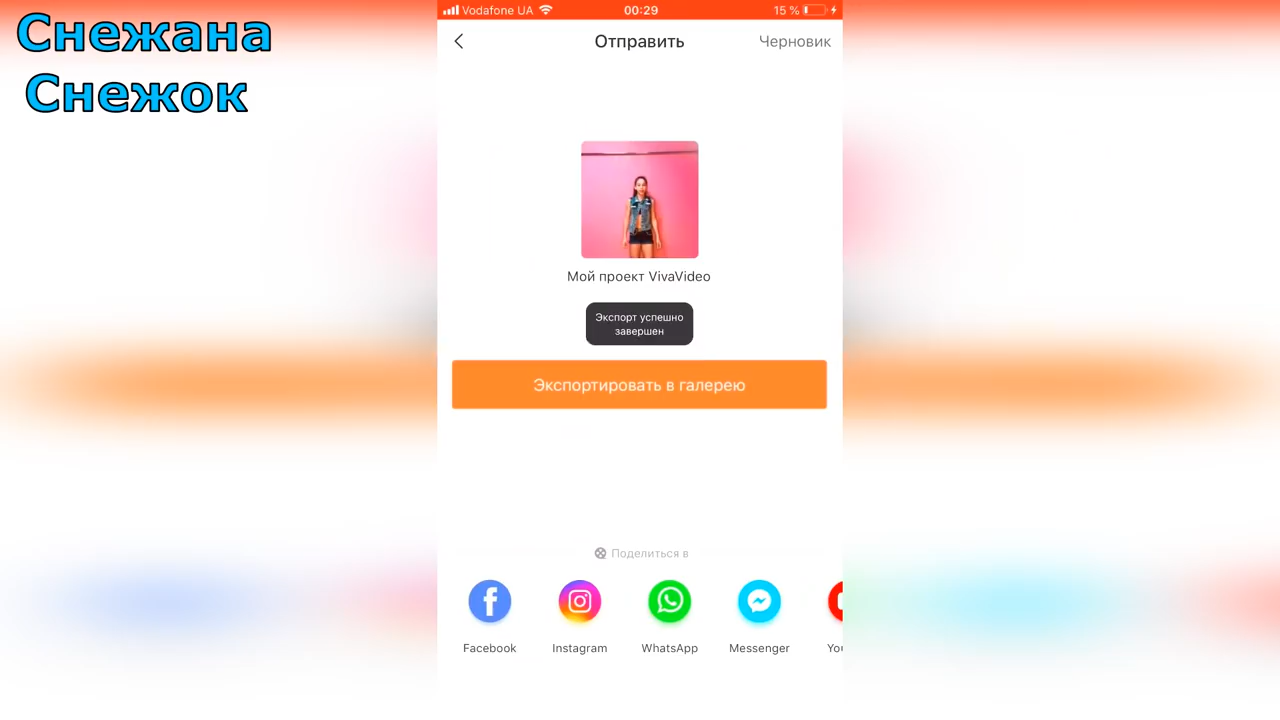 Снежана
Снежок
Vodafone UA 00:29 15 %
Отправить Черновик
Мой проект VivaVideo
Экспорт успешно
завершен
Экспортировать в галерею
Поделиться в
Facebook Instagram WhatsApp Messenger